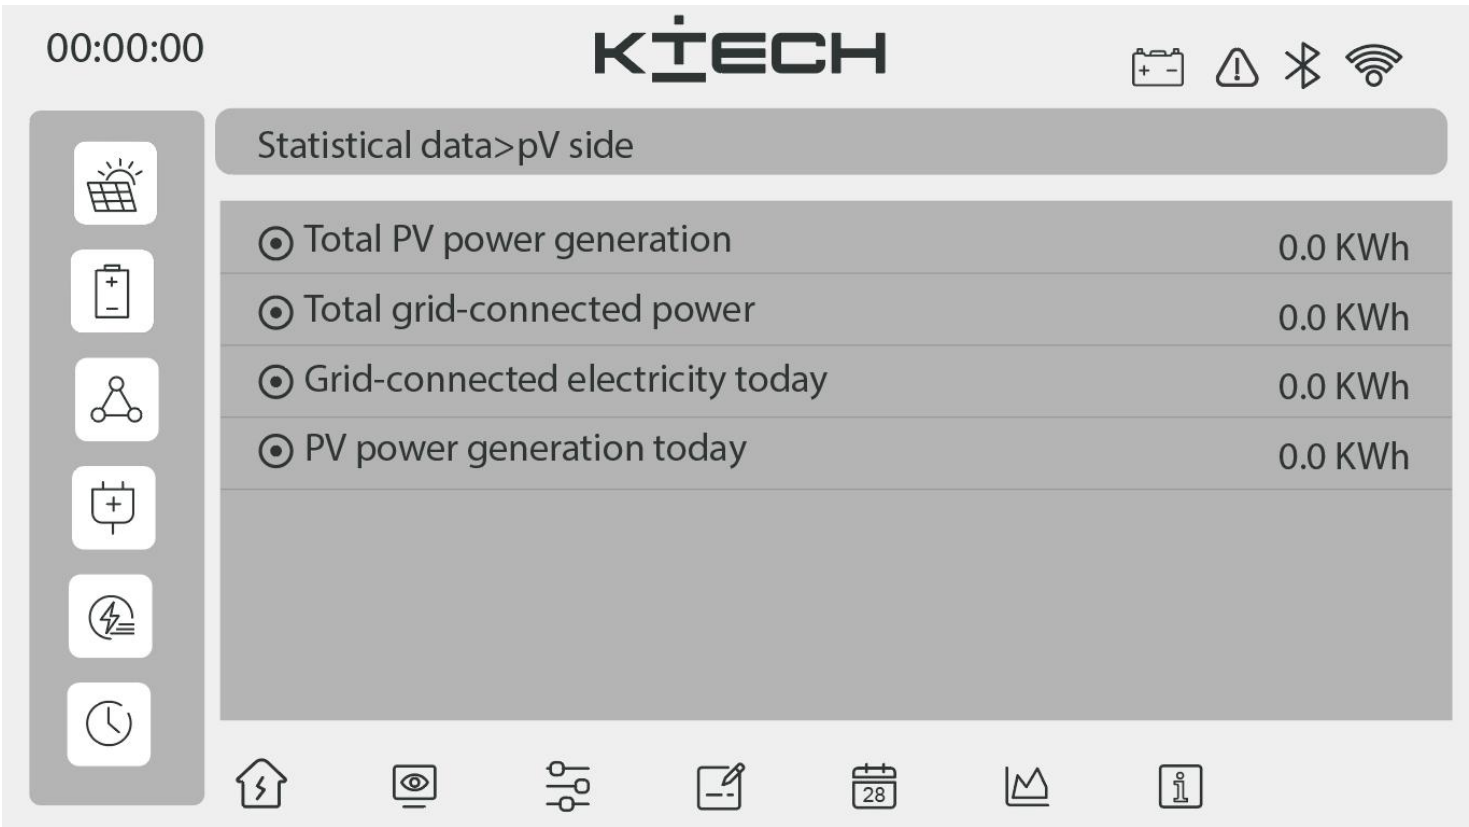 00:00:00
KTECH
Statistical data>pV side
Total PV power generation
0.0 KWh
Total grid-connected power
0.0 KWh
Grid-connected electricity today
0.0 KWh
PV power generation today
0.0 KWh
28